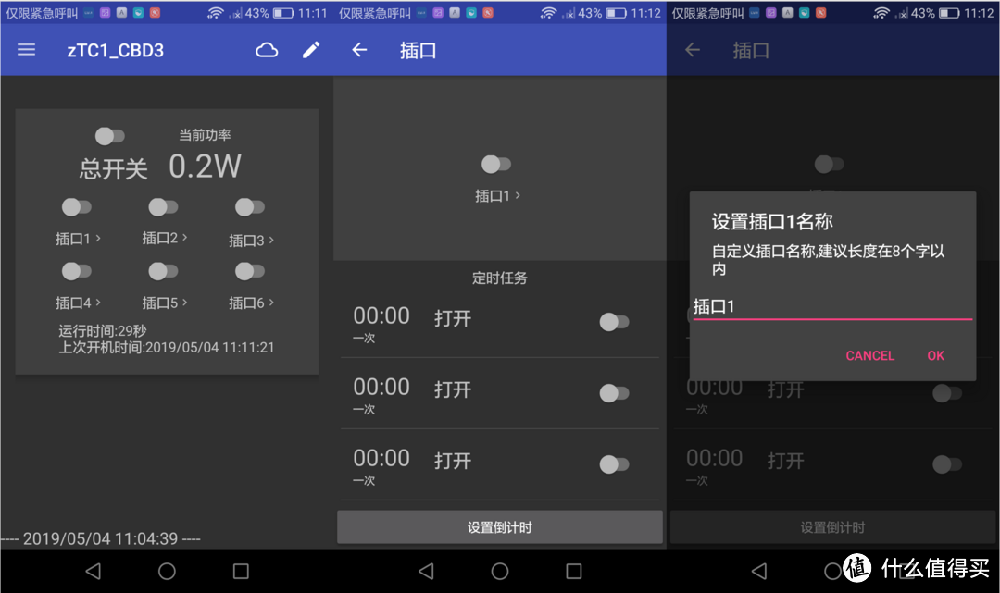 仅限紧急呼叫 43% 11:11
zTC1_CBD3
当前功率
总开关 0.2W
插口1 >
插口2 >
插口3 >
插口4 >
插口5 >
插口6 >
运行时间:29秒
上次开机时间:2019/05/04 11:11:21
---- 2019/05/04 11:04:39 ----
仅限紧急呼叫 43% 11:12
插口
插口1 >
定时任务
00:00 打开
一次
00:00 打开
一次
00:00 打开
一次
设置倒计时
仅限紧急呼叫 43% 11:12
插口
设置插口1名称
自定义插口名称,建议长度在8个字以
内
插口1
CANCEL OK
00:00 打开
一次
00:00 打开
一次
设置倒计时
值 什么值得买